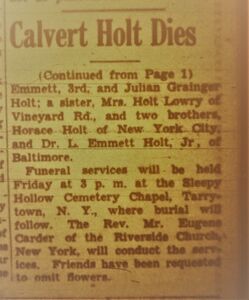 Calvert Holt Dies
(Continued from Page 1)
Emmett, 3rd, and Julian Grainger
Holt; a sister, Mrs. Holt Lowry of
Vineyard Rd., and two brothers,
Horace Holt of New York City,
and Dr. L. Emmett Holt, Jr., of
Baltimore.
Funeral services will be held
Friday at 3 p. m. at the Sleepy
Hollow Cemetery Chapel, Tarry-
town, N. Y., where burial will
follow. The Rev. Mr. Eugene
Carder of the Riverside Church,
New York, will conduct the serv-
ices. Friends have been requested
to omit flowers.